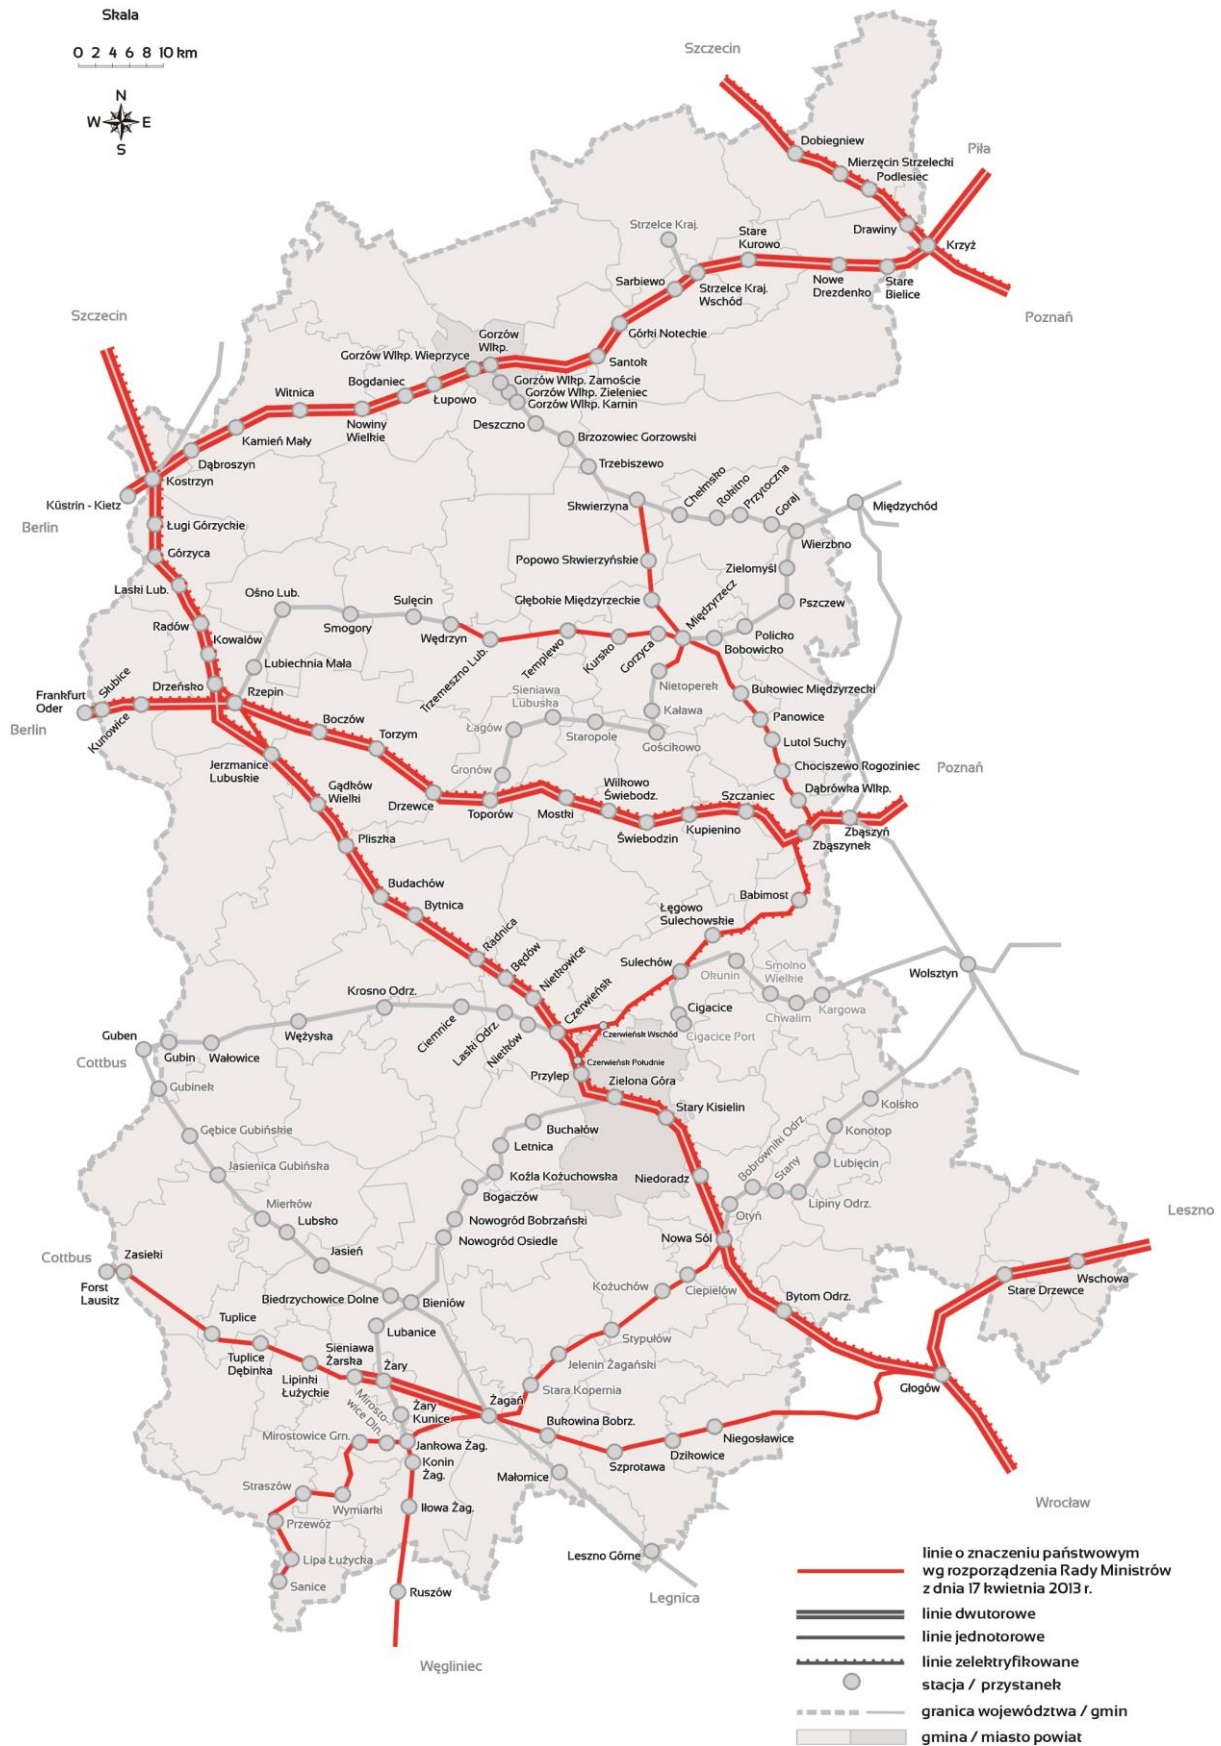 Skala
0 2 4 6 8 10 km
N
W E
S
Szczecin
Dobiegniew
Mierzęcin Strzelecki
Podlesiec
Piła
Drawiny
Krzyż
Strzelce Kraj.
Stare
Kurowo
Sarbiewo
Strzelce Kraj.
Wschód
Nowe
Drezdenko
Stare
Bielice
Poznań
Szczecin
Górki Noteckie
Gorzów
Wlkp.
Gorzów Wlkp. Wieprzyce
Santok
Bogdaniec
Gorzów Wlkp. Zamoście
Gorzów Wlkp. Zieleniec
Gorzów Wlkp. Karnin
Witnica
Łupowo
Nowiny
Wielkie
Deszczno
Kamień Mały
Brzozowiec Gorzowski
Dąbroszyn
Trzebiszewo
Kostrzyn
Küstrin - Kietz
Skwierzyna
Chełmsko
Rokitno
Przytoczna
Goraj
Międzychód
Berlin
Ługi Górzyckie
Wierzbno
Górzyca
Popowo Skwierzyńskie
Zielomyśl
Laski Lub.
Ośno Lub.
Sulęcin
Głębokie Międzyrzeckie
Pszczew
Radów
Smogory
Wędrzyn
Międzyrzecz
Policko
Kowalów
Trzemeszno Lub.
Templewo
Kursko
Gorzyca
Bobowicko
Lubiechnia Mała
Słubice
Drzeńsko
Rzepin
Frankfurt
Oder
Sieniawa
Lubuska
Nietoperek
Bukowiec Międzyrzecki
Kunowice
Berlin
Kaława
Panowice
Boczów
Łagów
Staropole
Gościkowo
Lutol Suchy
Torzym
Jerzmanice
Lubuskie
Gronów
Chociszewo Rogoziniec
Poznań
Gądków
Wielki
Wilkowo
Świebodz.
Szczaniec
Dąbrówka Wlkp.
Drzewce
Toporów
Mostki
Świebodzin
Kupienino
Zbąszyń
Zbąszynek
Pliszka
Budachów
Babimost
Bytnica
Łęgowo
Sulechowskie
Radnica
Będów
Nietkowice
Sulechów
Okunin
Smolno
Wielkie
Wolsztyn
Krosno Odrz.
Czerwieńsk
Chwalim
Kargowa
Cigacice
Wężyska
Ciemnice
Laski Odrz.
Nietków
Czerwieńsk Wschód
Cigacice Port
Guben
Gubin
Wałowice
Czerwieńsk Południe
Cottbus
Przylep
Zielona Góra
Gubinek
Stary Kisielin
Kolsko
Buchałów
Gębice Gubińskie
Konotop
Letnica
Bobrowniki Odrz.
Stany
Lubięcin
Jasienica Gubińska
Koźla Kożuchowska
Niedoradz
Bogaczów
Lipiny Odrz.
Mierków
Otyń
Lubsko
Nowogród Bobrzański
Leszno
Nowogród Osiedle
Nowa Sól
Cottbus
Zasieki
Jasień
Forst
Lausitz
Kożuchów
Ciepielów
Wschowa
Stare Drzewce
Biedrzychowice Dolne
Bieniów
Bytom Odrz.
Tuplice
Lubanice
Stypułów
Tuplice
Dębinka
Sieniawa
Żarska
Żary
Jelenin Żagański
Głogów
Lipinki
Łużyckie
Stara Kopernia
Mirosto-
wice Dln.
Żary
Kunice
Żagań
Bukowina Bobrz.
Niegosławice
Mirostowice Grn.
Jankowa Żag.
Dzikowice
Konin
Żag.
Szprotawa
Małomice
Straszów
Wymiarki
Iłowa Żag.
Wrocław
Przewóz
Leszno Górne
Lipa Łużycka
Sanice
Ruszów
Legnica
Węgliniec
linie o znaczeniu państwowym
wg rozporządzenia Rady Ministrów
z dnia 17 kwietnia 2013 r.
linie dwutorowe
linie jednotorowe
linie zelektryfikowane
stacja / przystanek
granica województwa / gmin
gmina / miasto powiat